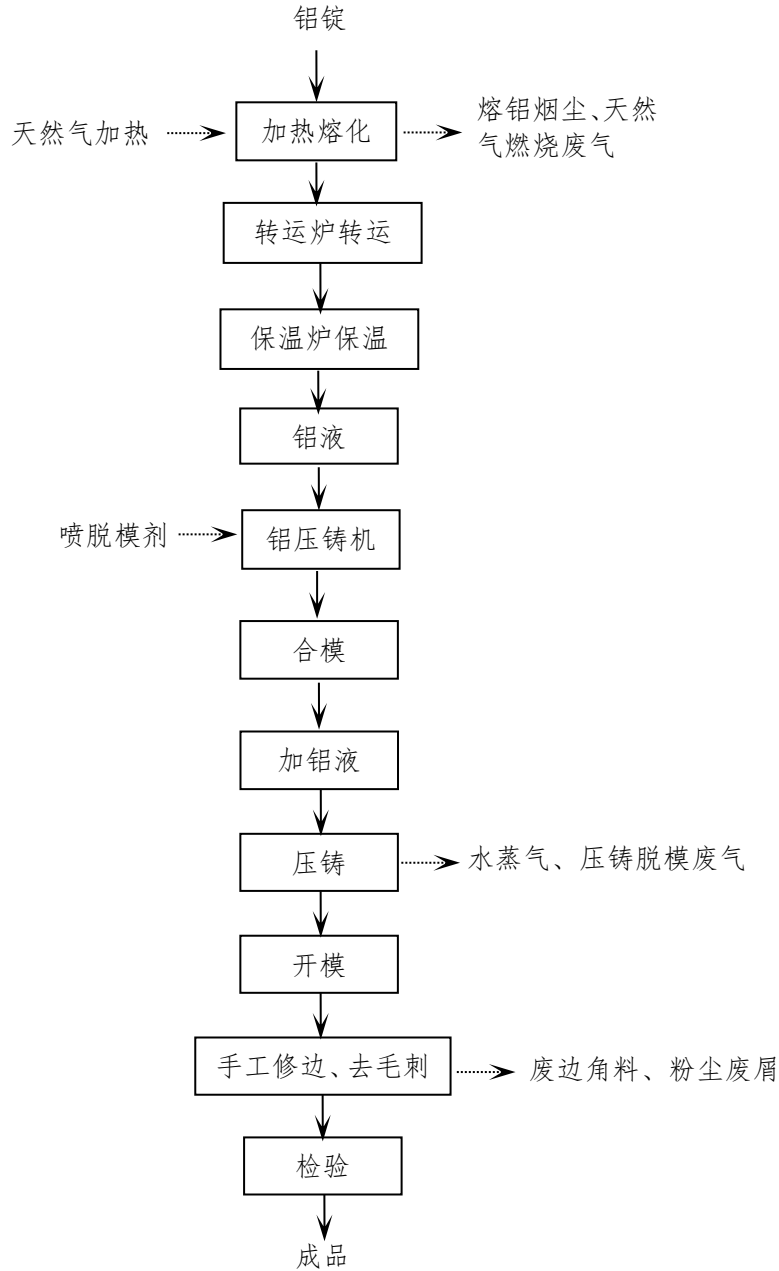 铝锭
天然气加热
加热熔化
熔铝烟尘、天然
气燃烧废气
转运炉转运
保温炉保温
铝液
喷脱模剂
铝压铸机
合模
加铝液
压铸
水蒸气、压铸脱模废气
开模
手工修边、去毛刺
废边角料、粉尘废屑
检验
成品